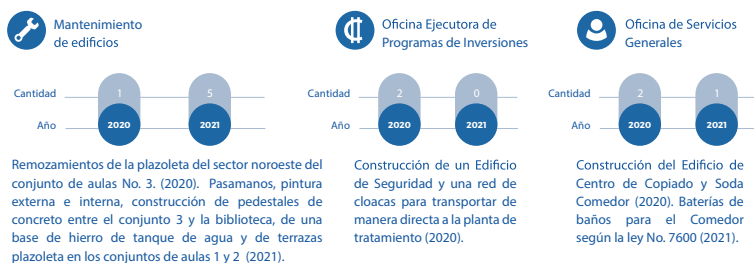 Mantenimiento
de edificios
Cantidad 1 5
Año 2020 2021
Remozamientos de la plazoleta del sector noroeste del
conjunto de aulas No. 3. (2020). Pasamanos, pintura
externa e interna, construcción de pedestales de
concreto entre el conjunto 3 y la biblioteca, de una
base de hierro de tanque de agua y de terrazas
plazoleta en los conjuntos de aulas 1 y 2 (2021).
Oficina Ejecutora de
Programas de Inversiones
Cantidad 2 0
Año 2020 2021
Construcción de un Edificio
de Seguridad y una red de
cloacas para transportar de
manera directa a la planta de
tratamiento (2020).
Oficina de Servicios
Generales
Cantidad 2 1
Año 2020 2021
Construcción del Edificio de
Centro de Copiado y Soda
Comedor (2020). Baterías de
baños para el Comedor
según la ley No. 7600 (2021).